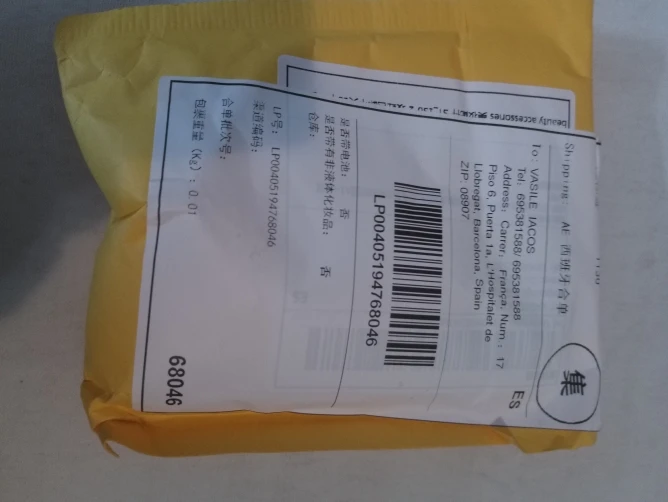 Shipping: AE 西班牙合单
集
To: VASILE IACOS
Tel: 695381588/ 695381588
Address: Carrer, França, Num.: 17
Piso 6, Puerta 1a, L'Hospitalet de
Llobregat, Barcelona, Spain
ZIP: 08907
ES
LP00405194768046
是否带电池: 否
是否带有非液体化妆品: 否
仓库:
LP号: LP00405194768046
渠道编码:
合单批次号:
包裹重量 (Kg) : 0.01
68046
beauty accessories